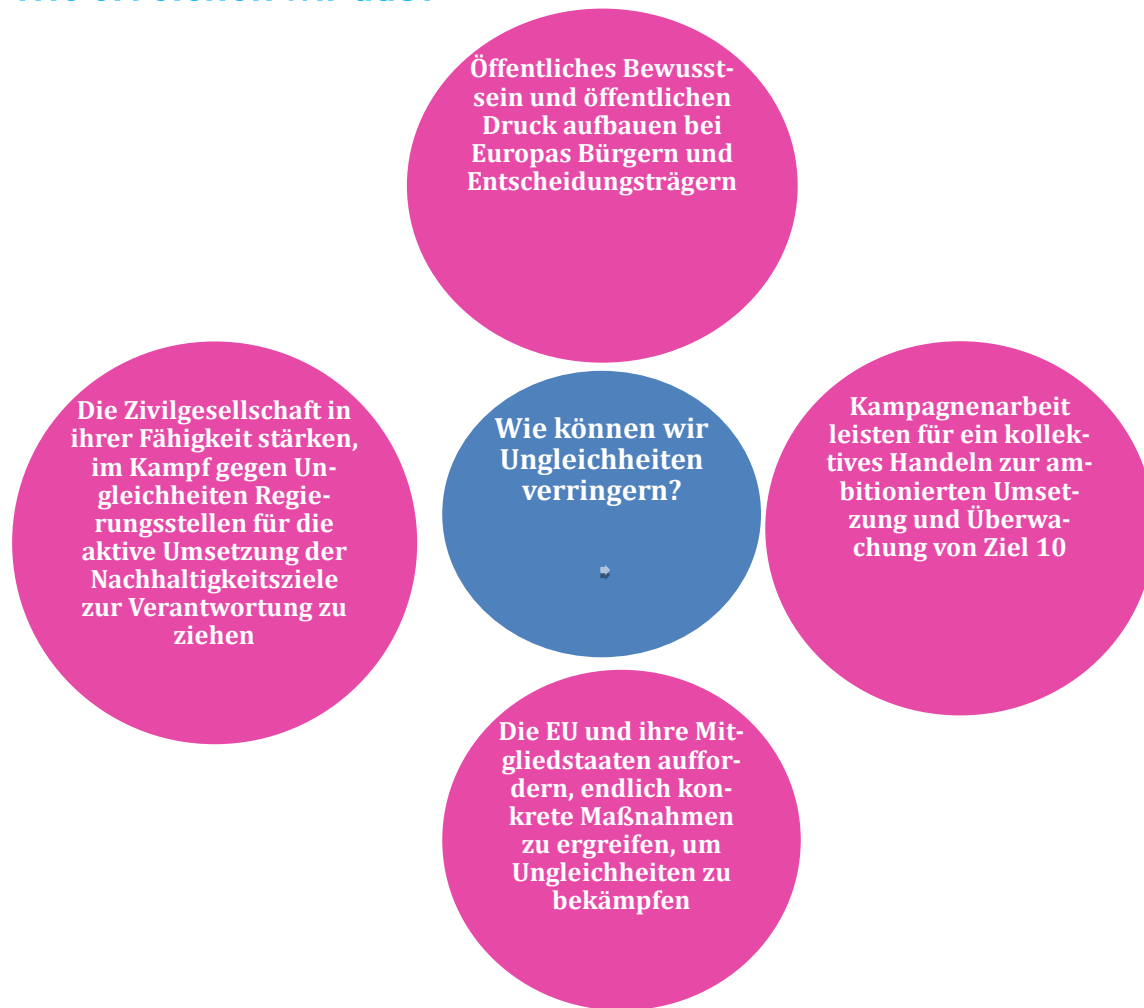 Wie erreichen wir das?
Öffentliches Bewusst-
sein und öffentlichen
Druck aufbauen bei
Europas Bürgern und
Entscheidungsträgern
Die Zivilgesellschaft in
ihrer Fähigkeit stärken,
im Kampf gegen Un-
gleichheiten Regie-
rungsstellen für die
aktive Umsetzung der
Nachhaltigkeitsziele
zur Verantwortung zu
ziehen
Wie können wir
Ungleichheiten
verringern?
Kampagnenarbeit
leisten für ein kollek-
tives Handeln zur am-
bitionierten Umset-
zung und Überwa-
chung von Ziel 10
Die EU und ihre Mit-
gliedstaaten auffor-
dern, endlich kon-
krete Maßnahmen
zu ergreifen, um
Ungleichheiten zu
bekämpfen